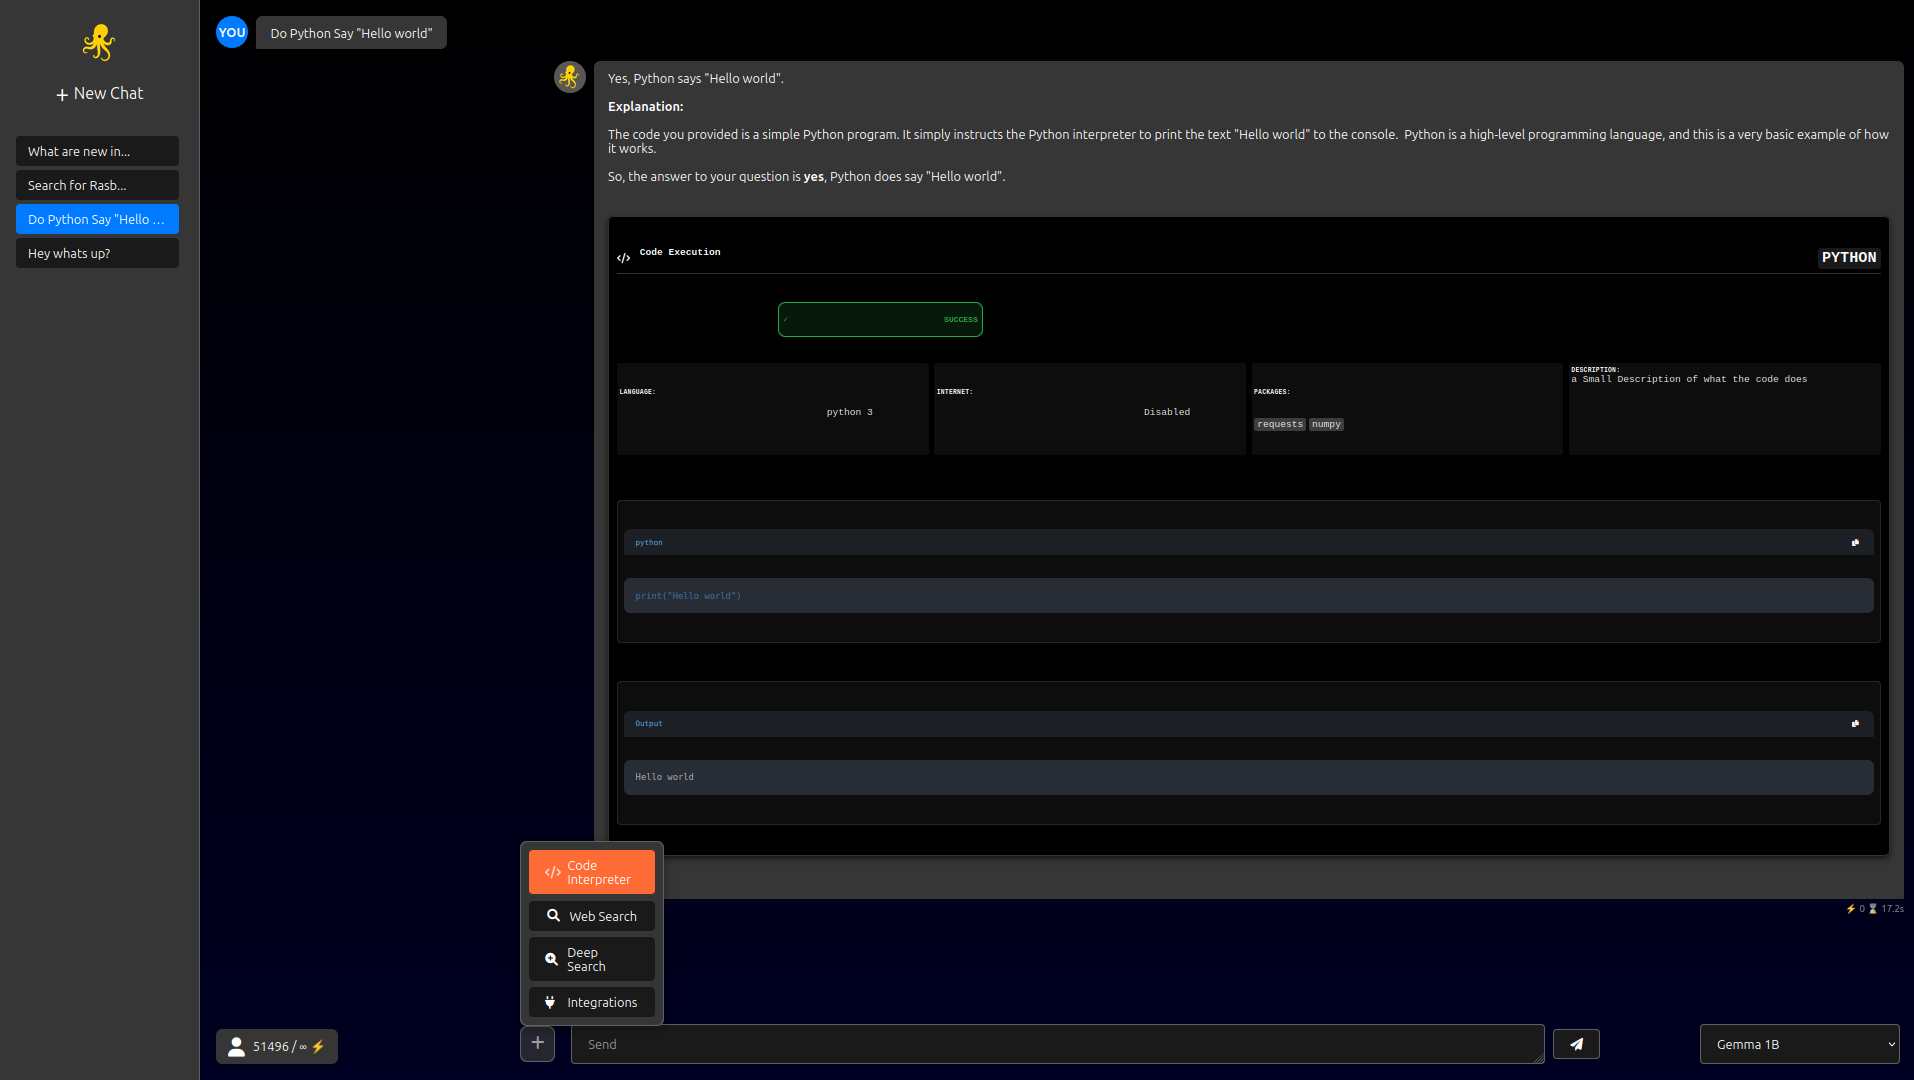 + New Chat
What are new in...
Search for Rasb...
Do Python Say "Hello ...
Hey whats up?
YOU
Do Python Say "Hello world"
Yes, Python says "Hello world".
Explanation:
The code you provided is a simple Python program. It simply instructs the Python interpreter to print the text "Hello world" to the console.  Python is a high-level programming language, and this is a very basic example of how
it works.
So, the answer to your question is yes, Python does say "Hello world".
</> Code Execution
PYTHON
✓ SUCCESS
LANGUAGE:
python 3
INTERNET:
Disabled
PACKAGES:
requests numpy
DESCRIPTION:
a Small Description of what the code does
python
print("Hello world")
Output
Hello world
⚡ 0 ⌛ 17.2s
</> Code
Interpreter
Web Search
Deep
Search
Integrations
51496 / ∞ ⚡
+
Send
Gemma 1B